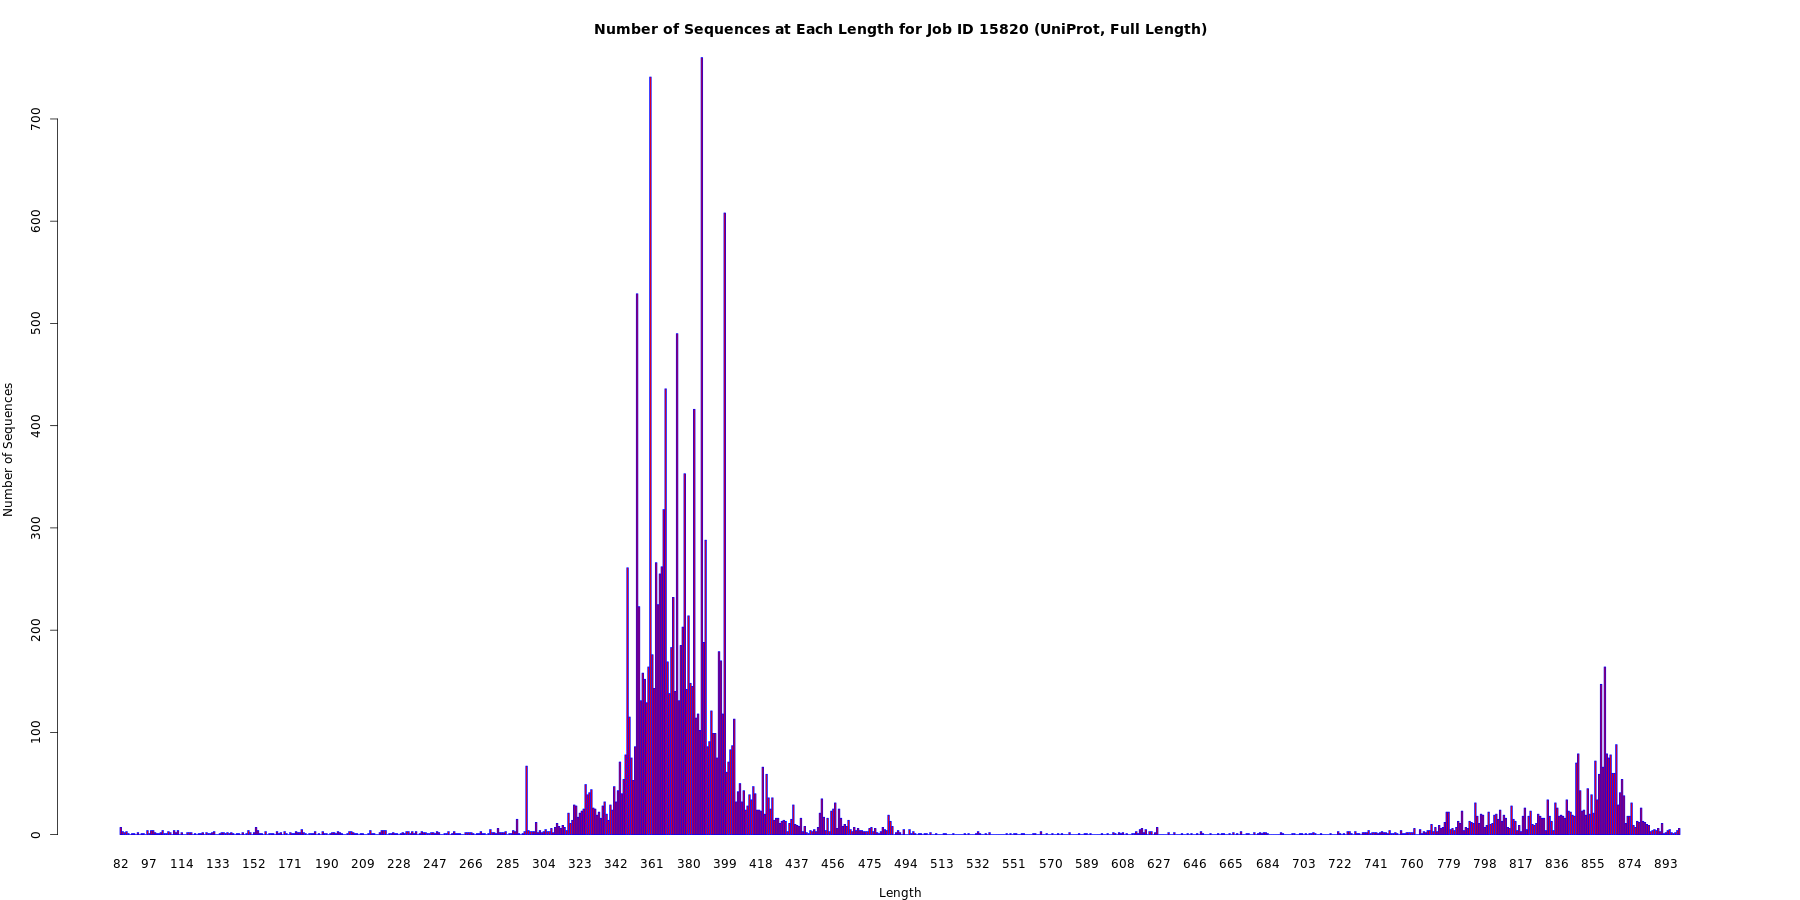 Number of Sequences at Each Length for Job ID 15820 (UniProt, Full Length)
700
600
500
400
300
200
100
0
Number of Sequences
82 97 114 133 152 171 190 209 228 247 266 285 304 323 342 361 380 399 418 437 456 475 494 513 532 551 570 589 608 627 646 665 684 703 722 741 760 779 798 817 836 855 874 893
Length